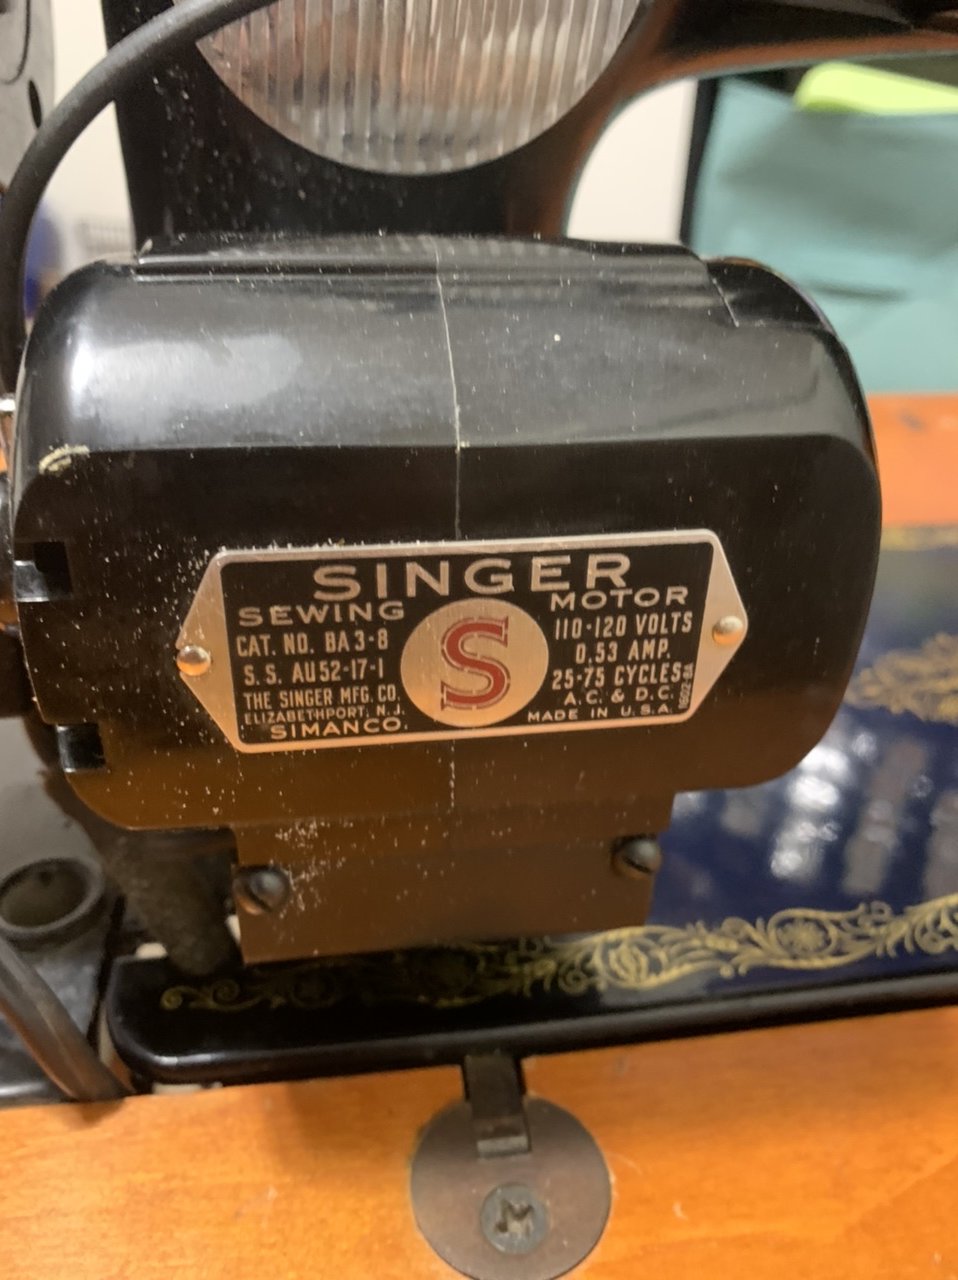 SINGER
SEWING
MOTOR
CAT. NO. BA 3-8
S.S. AU52-17-1
THE SINGER MFG. CO.
ELIZABETHPORT, N. J.
SIMANCO.
S
110-120 VOLTS
0.53 AMP.
25-75 CYCLES
A.C. & D.C.
MADE IN U.S.A.